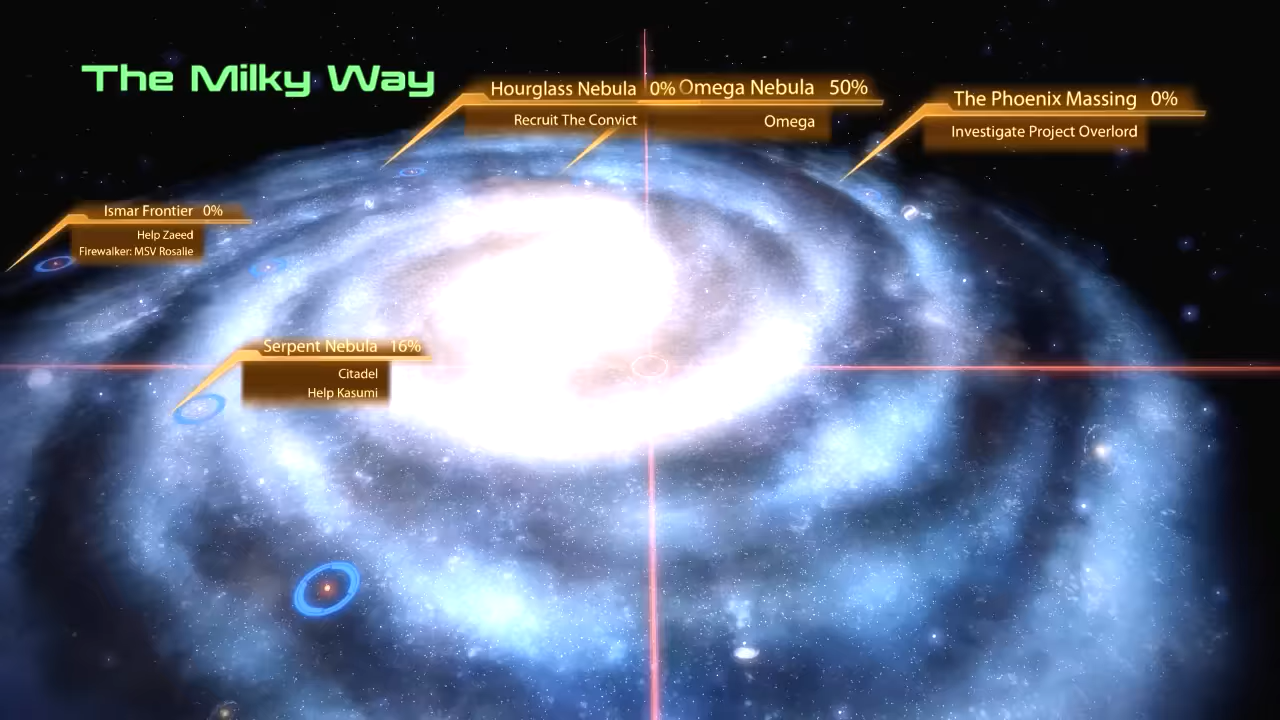 The Milky Way
Hourglass Nebula 0%
Recruit The Convict
Omega Nebula 50%
Omega
The Phoenix Massing 0%
Investigate Project Overlord
Ismar Frontier 0%
Help Zaeed
Firewalker: MSV Rosalie
Serpent Nebula 16%
Citadel
Help Kasumi